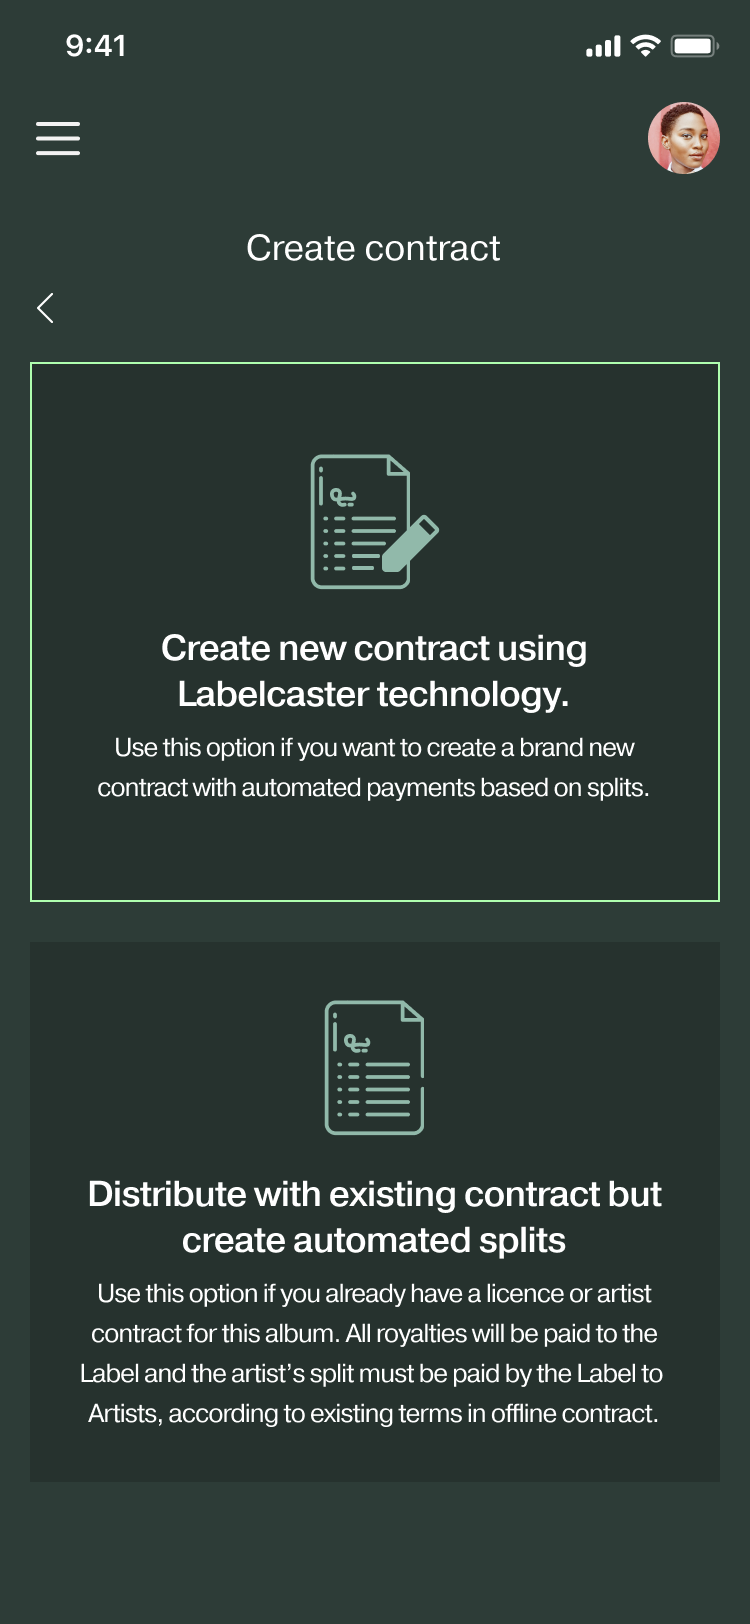 9:41
Create contract
Create new contract using
Labelcaster technology.
Use this option if you want to create a brand new
contract with automated payments based on splits.
Distribute with existing contract but
create automated splits
Use this option if you already have a licence or artist
contract for this album. All royalties will be paid to the
Label and the artist’s split must be paid by the Label to
Artists, according to existing terms in offline contract.